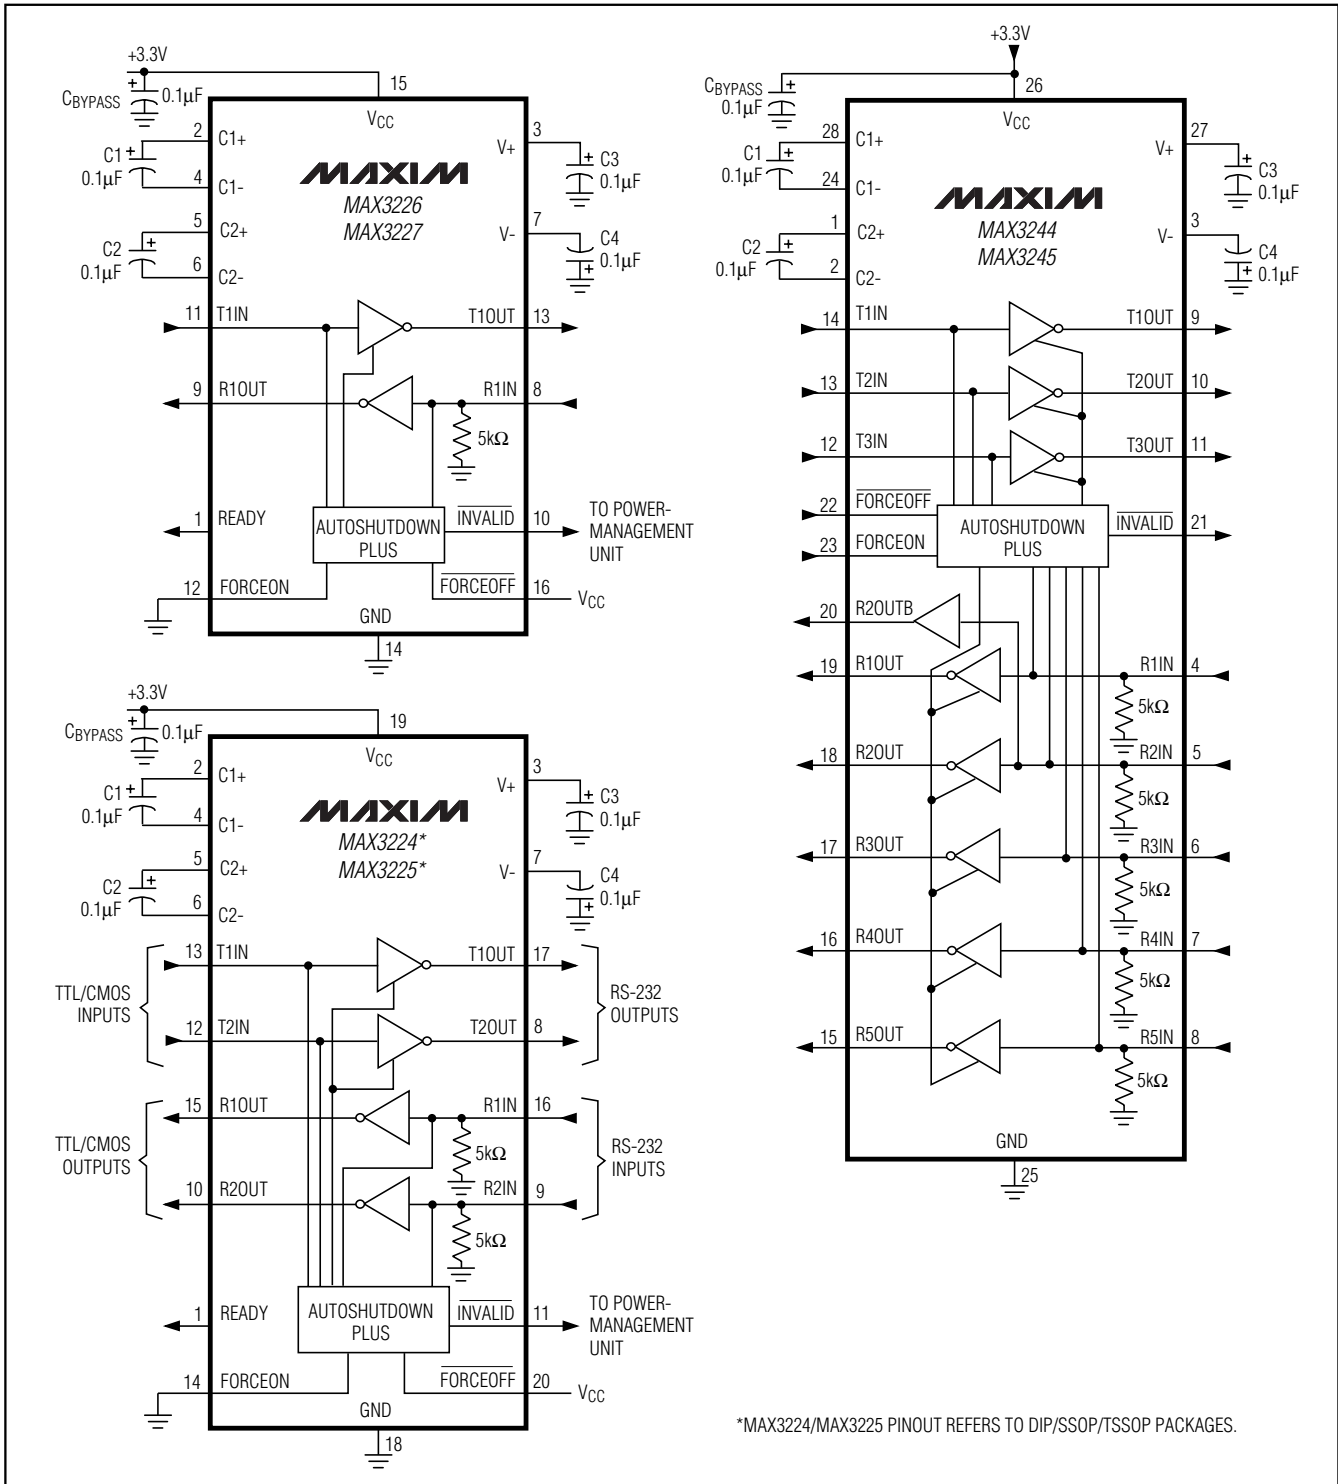 +3.3V
CBYPASS
0.1µF
15
VCC
2
C1+
C1
0.1µF
4
C1-
5
C2+
C2
0.1µF
6
C2-
3
V+
C3
0.1µF
7
V-
C4
0.1µF
MAXIM
MAX3226
MAX3227
11
T1IN
T1OUT
13
9
R1OUT
R1IN
8
5kΩ
1
READY
AUTOSHUTDOWN
PLUS
INVALID
10
TO POWER-
MANAGEMENT
UNIT
12
FORCEON
FORCEOFF
16
VCC
GND
14
+3.3V
CBYPASS
0.1µF
19
VCC
2
C1+
C1
0.1µF
4
C1-
5
C2+
C2
0.1µF
6
C2-
3
V+
C3
0.1µF
7
V-
C4
0.1µF
MAXIM
MAX3224*
MAX3225*
TTL/CMOS
INPUTS
13
T1IN
T1OUT
17
12
T2IN
T2OUT
8
RS-232
OUTPUTS
TTL/CMOS
OUTPUTS
15
R1OUT
R1IN
16
5kΩ
10
R2OUT
R2IN
9
5kΩ
RS-232
INPUTS
1
READY
AUTOSHUTDOWN
PLUS
INVALID
11
TO POWER-
MANAGEMENT
UNIT
14
FORCEON
FORCEOFF
20
VCC
GND
18
+3.3V
CBYPASS
0.1µF
26
VCC
28
C1+
C1
0.1µF
24
C1-
1
C2+
C2
0.1µF
2
C2-
27
V+
C3
0.1µF
3
V-
C4
0.1µF
MAXIM
MAX3244
MAX3245
14
T1IN
T1OUT
9
13
T2IN
T2OUT
10
12
T3IN
T3OUT
11
22
FORCEOFF
23
FORCEON
AUTOSHUTDOWN
PLUS
INVALID
21
20
R2OUTB
19
R1OUT
R1IN
4
5kΩ
18
R2OUT
R2IN
5
5kΩ
17
R3OUT
R3IN
6
5kΩ
16
R4OUT
R4IN
7
5kΩ
15
R5OUT
R5IN
8
5kΩ
GND
25
*MAX3224/MAX3225 PINOUT REFERS TO DIP/SSOP/TSSOP PACKAGES.